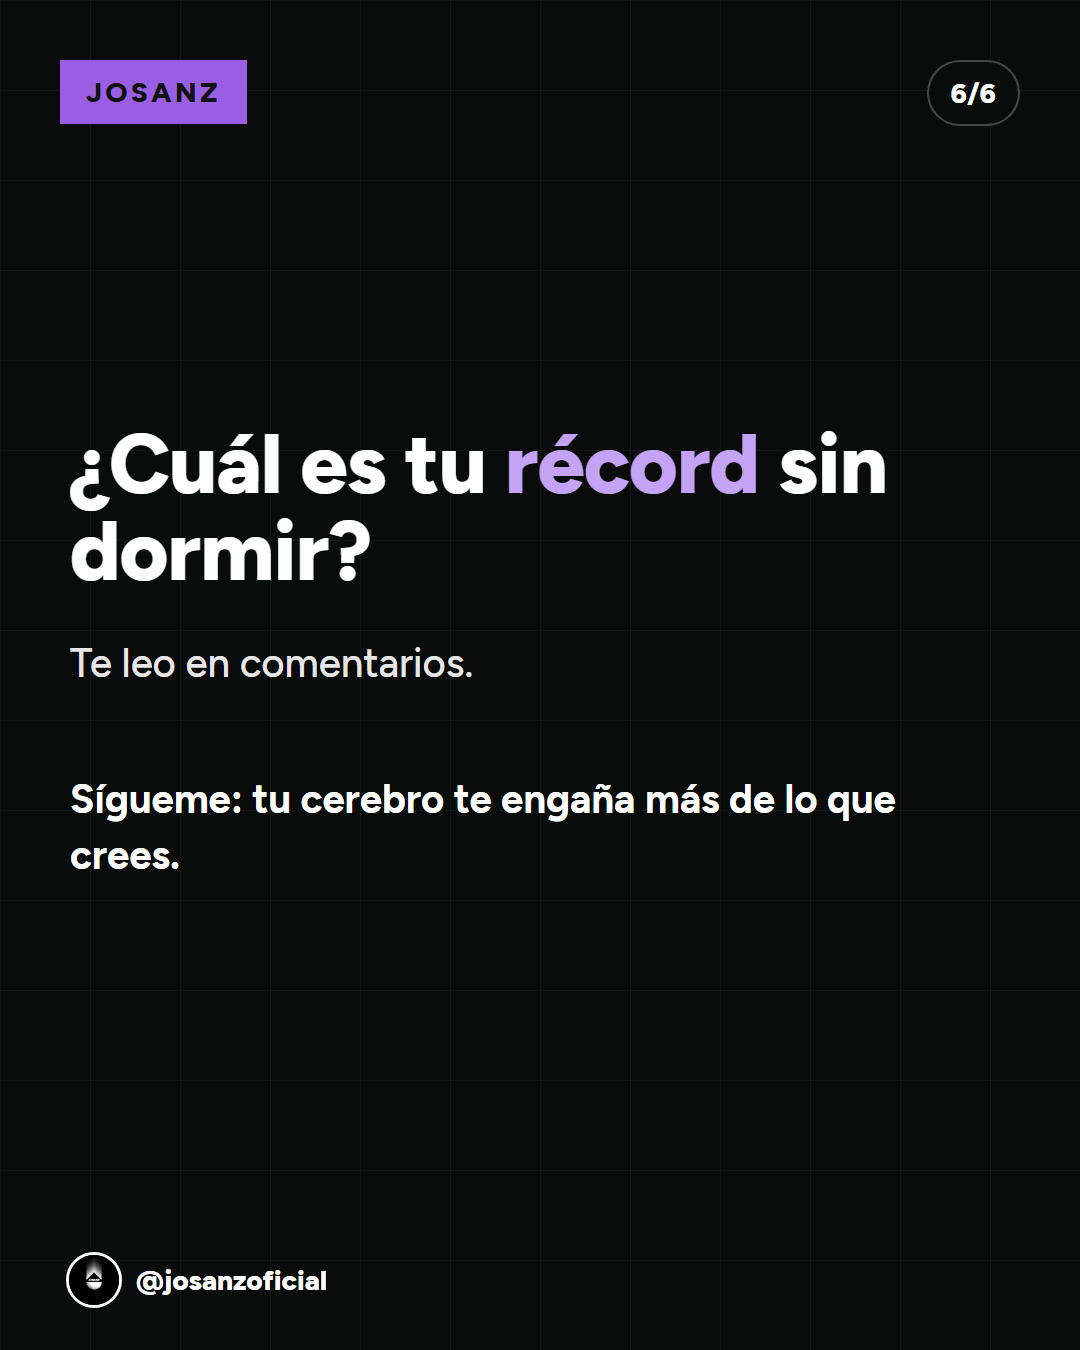 JOSANZ
6/6
¿Cuál es tu récord sin
dormir?
Te leo en comentarios.
Sígueme: tu cerebro te engaña más de lo que
crees.
@josanzoficial